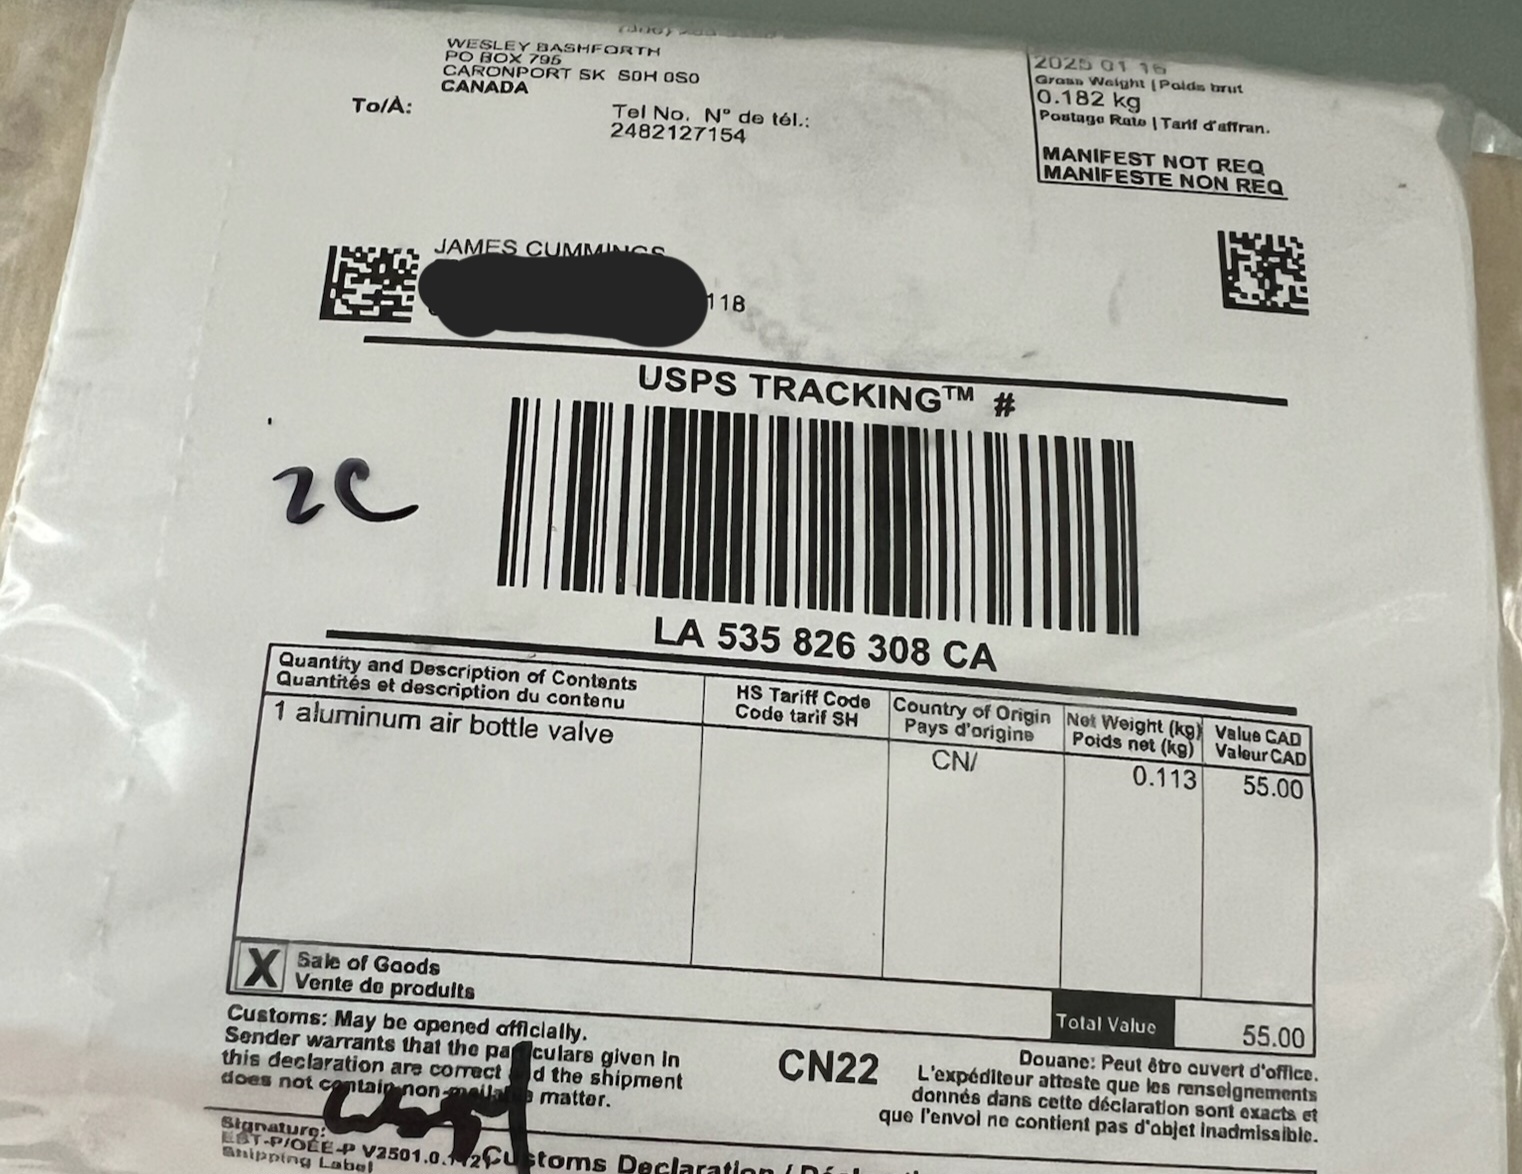 WESLEY BASHFORTH
PO BOX 795
CARONPORT SK S0H 0S0
CANADA
To/À:
Tel No. N° de tél.:
2482127154
2025 01 16
Gross Weight | Poids brut
0.182 kg
Postage Rate | Tarif d'affran.
MANIFEST NOT REQ
MANIFESTE NON REQ
JAMES CUMMINGS
118
USPS TRACKING™ #
2C
LA 535 826 308 CA
Quantity and Description of Contents
Quantités et description du contenu
HS Tariff Code
Code tarif SH
Country of Origin
Pays d'origine
Net Weight (kg)
Poids net (kg)
Value CAD
Valeur CAD
1 aluminum air bottle valve
CN/
0.113
55.00
X
Sale of Goods
Vente de produits
Total Value
55.00
Customs: May be opened officially.
Sender warrants that the particulars given in
this declaration are correct and the shipment
does not contain non-mailable matter.
CN22
Douane: Peut être ouvert d'office.
L'expéditeur atteste que les renseignements
donnés dans cette déclaration sont exacts et
que l'envoi ne contient pas d'objet inadmissible.
Signature:
EST-P/OEE-P V2501.0.
Shipping Label
Customs Declaration /